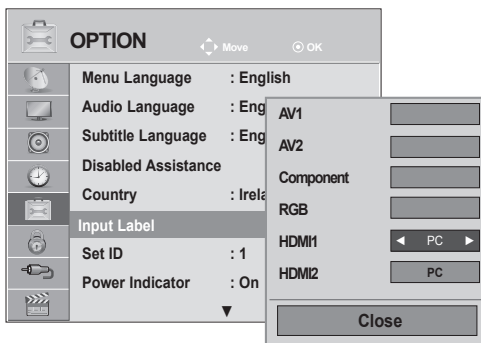 OPTION Move OK
Menu Language : English
Audio Language : Eng
Subtitle Language : Eng
Disabled Assistance
Country : Irela
Input Label
Set ID : 1
Power Indicator : On
▼
AV1
AV2
Component
RGB
HDMI1 ◄ PC ►
HDMI2 PC
Close